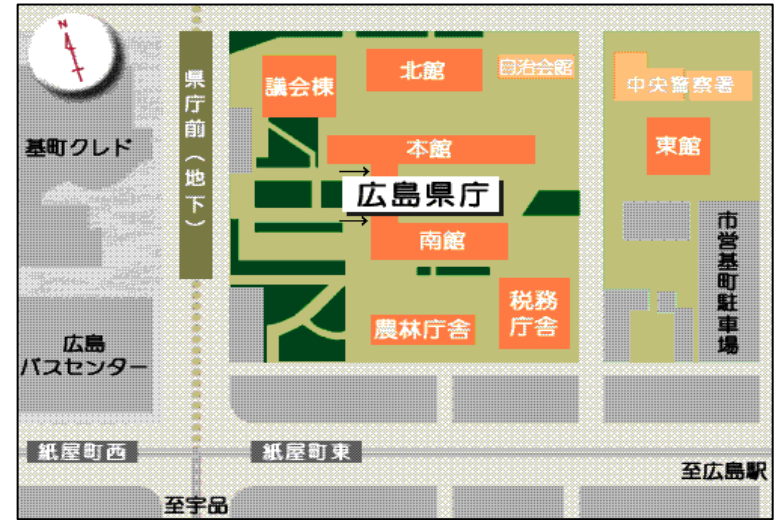 N
県庁前(地下)
議会棟
北館
自治会館
中央警察署
基町クレド
本館
東館
広島県庁
南館
市営基町駐車場
税務
庁舎
農林庁舎
広島
バスセンター
紙屋町西
紙屋町東
至広島駅
至宇品